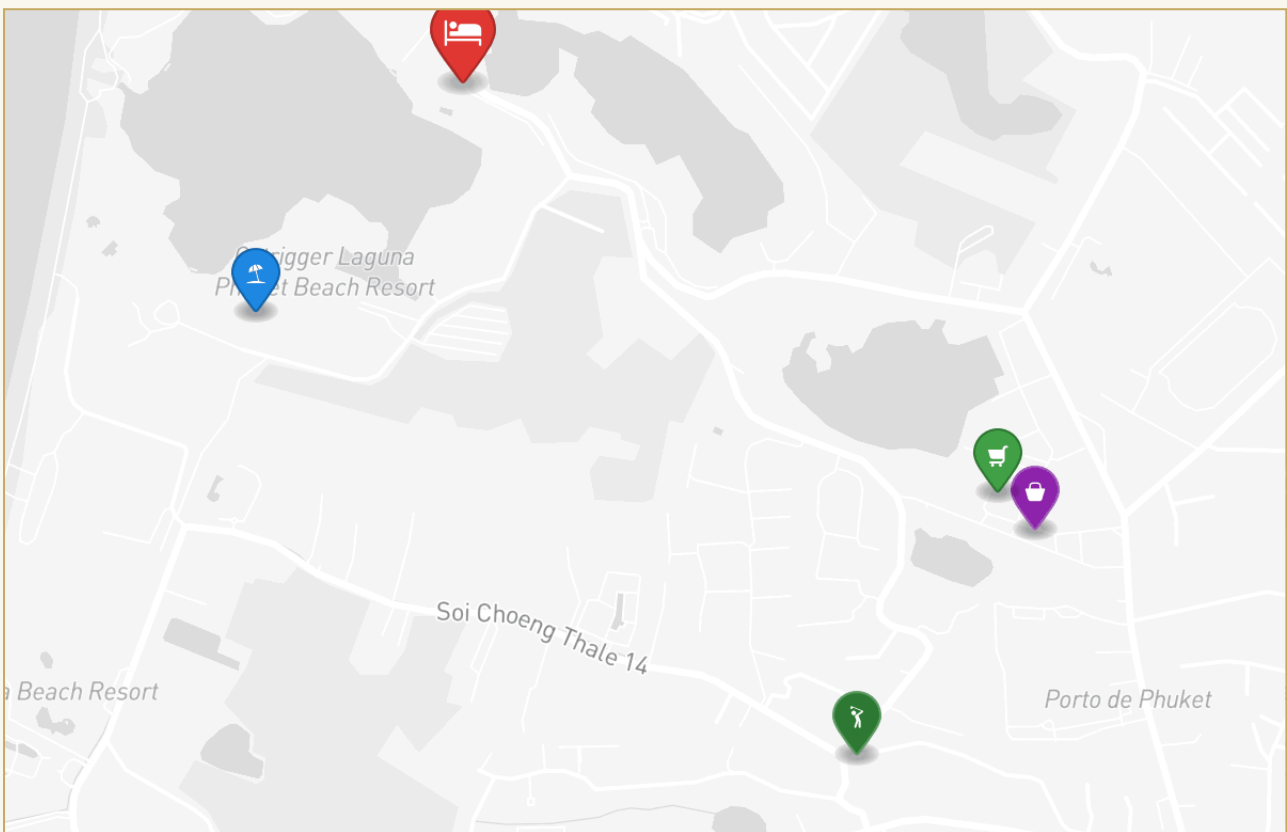 Laguna
Beach Resort
Soi Choeng Thale 14
Beach Resort
Porto de Phuket